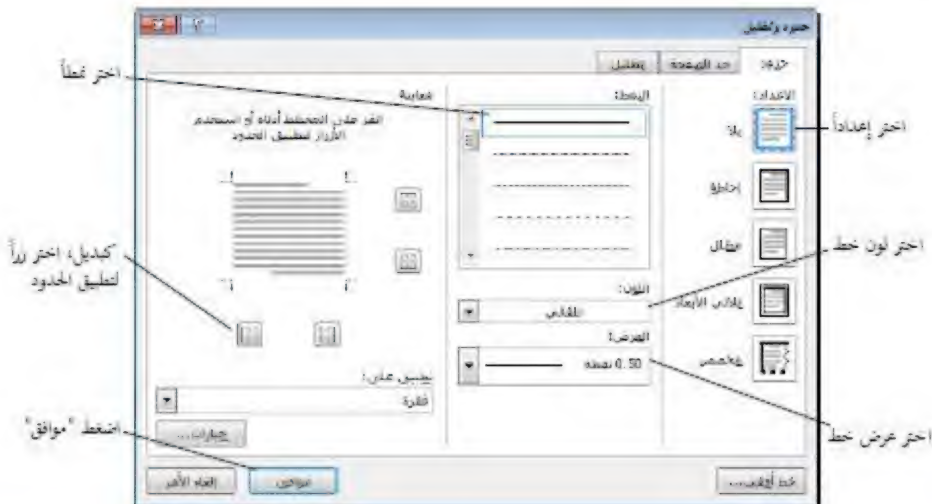 حدود وتظليل
حدود
حد الصفحة
تظليل
الإعداد:
بلا
إحاطة
بظلال
ثلاثي الأبعاد
مخصص
النمط:
اللون:
تلقائي
العرض:
0.50 نقطة
معاينة
انقر على المخطط أدناه أو استخدم
الأزرار لتطبيق الحدود
تطبيق على:
فقرة
خيارات...
خط أفقي...
موافق
إلغاء الأمر
اختر إعداداً
اختر لون خط
اختر عرض خط
اختر نمطاً
كبديل، اختر زراً
لتطبيق الحدود
اضغط "موافق"